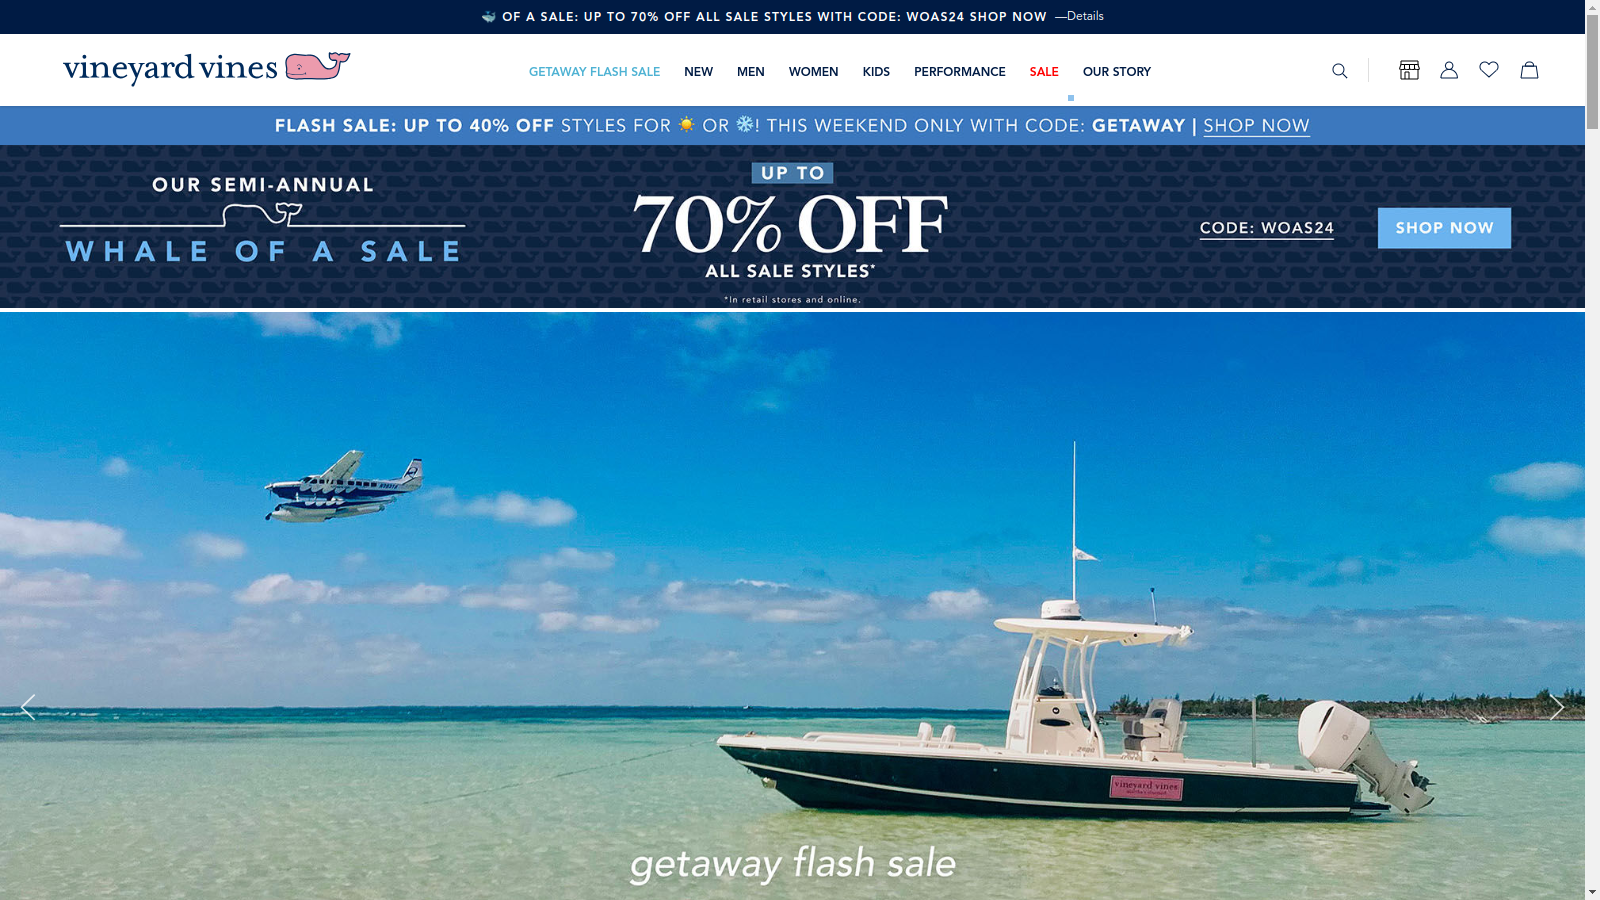 🐳 OF A SALE: UP TO 70% OFF ALL SALE STYLES WITH CODE: WOAS24 SHOP NOW —Details
vineyard vines
GETAWAY FLASH SALE NEW MEN WOMEN KIDS PERFORMANCE SALE OUR STORY
FLASH SALE: UP TO 40% OFF STYLES FOR ☀️ OR ❄️! THIS WEEKEND ONLY WITH CODE: GETAWAY | SHOP NOW
OUR SEMI-ANNUAL
WHALE OF A SALE
UP TO
70% OFF
ALL SALE STYLES*
*In retail stores and online.
CODE: WOAS24
SHOP NOW
vineyard vines
getaway flash sale